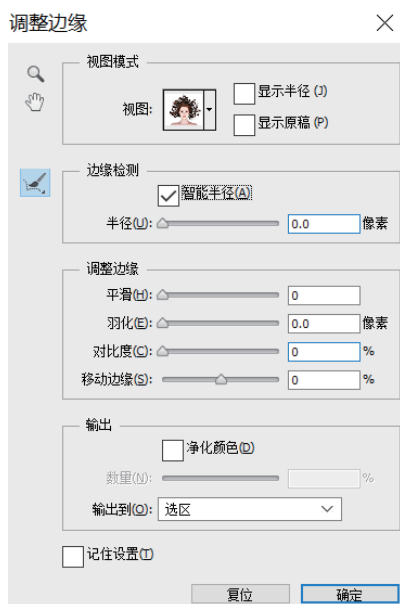 调整边缘
视图模式
视图:
显示半径 (J)
显示原稿 (P)
边缘检测
智能半径(A)
半径(U): 0.0 像素
调整边缘
平滑(H): 0
羽化(E): 0.0 像素
对比度(C): 0 %
移动边缘(S): 0 %
输出
净化颜色(D)
数量(N): %
输出到(O): 选区
记住设置(T)
复位 确定